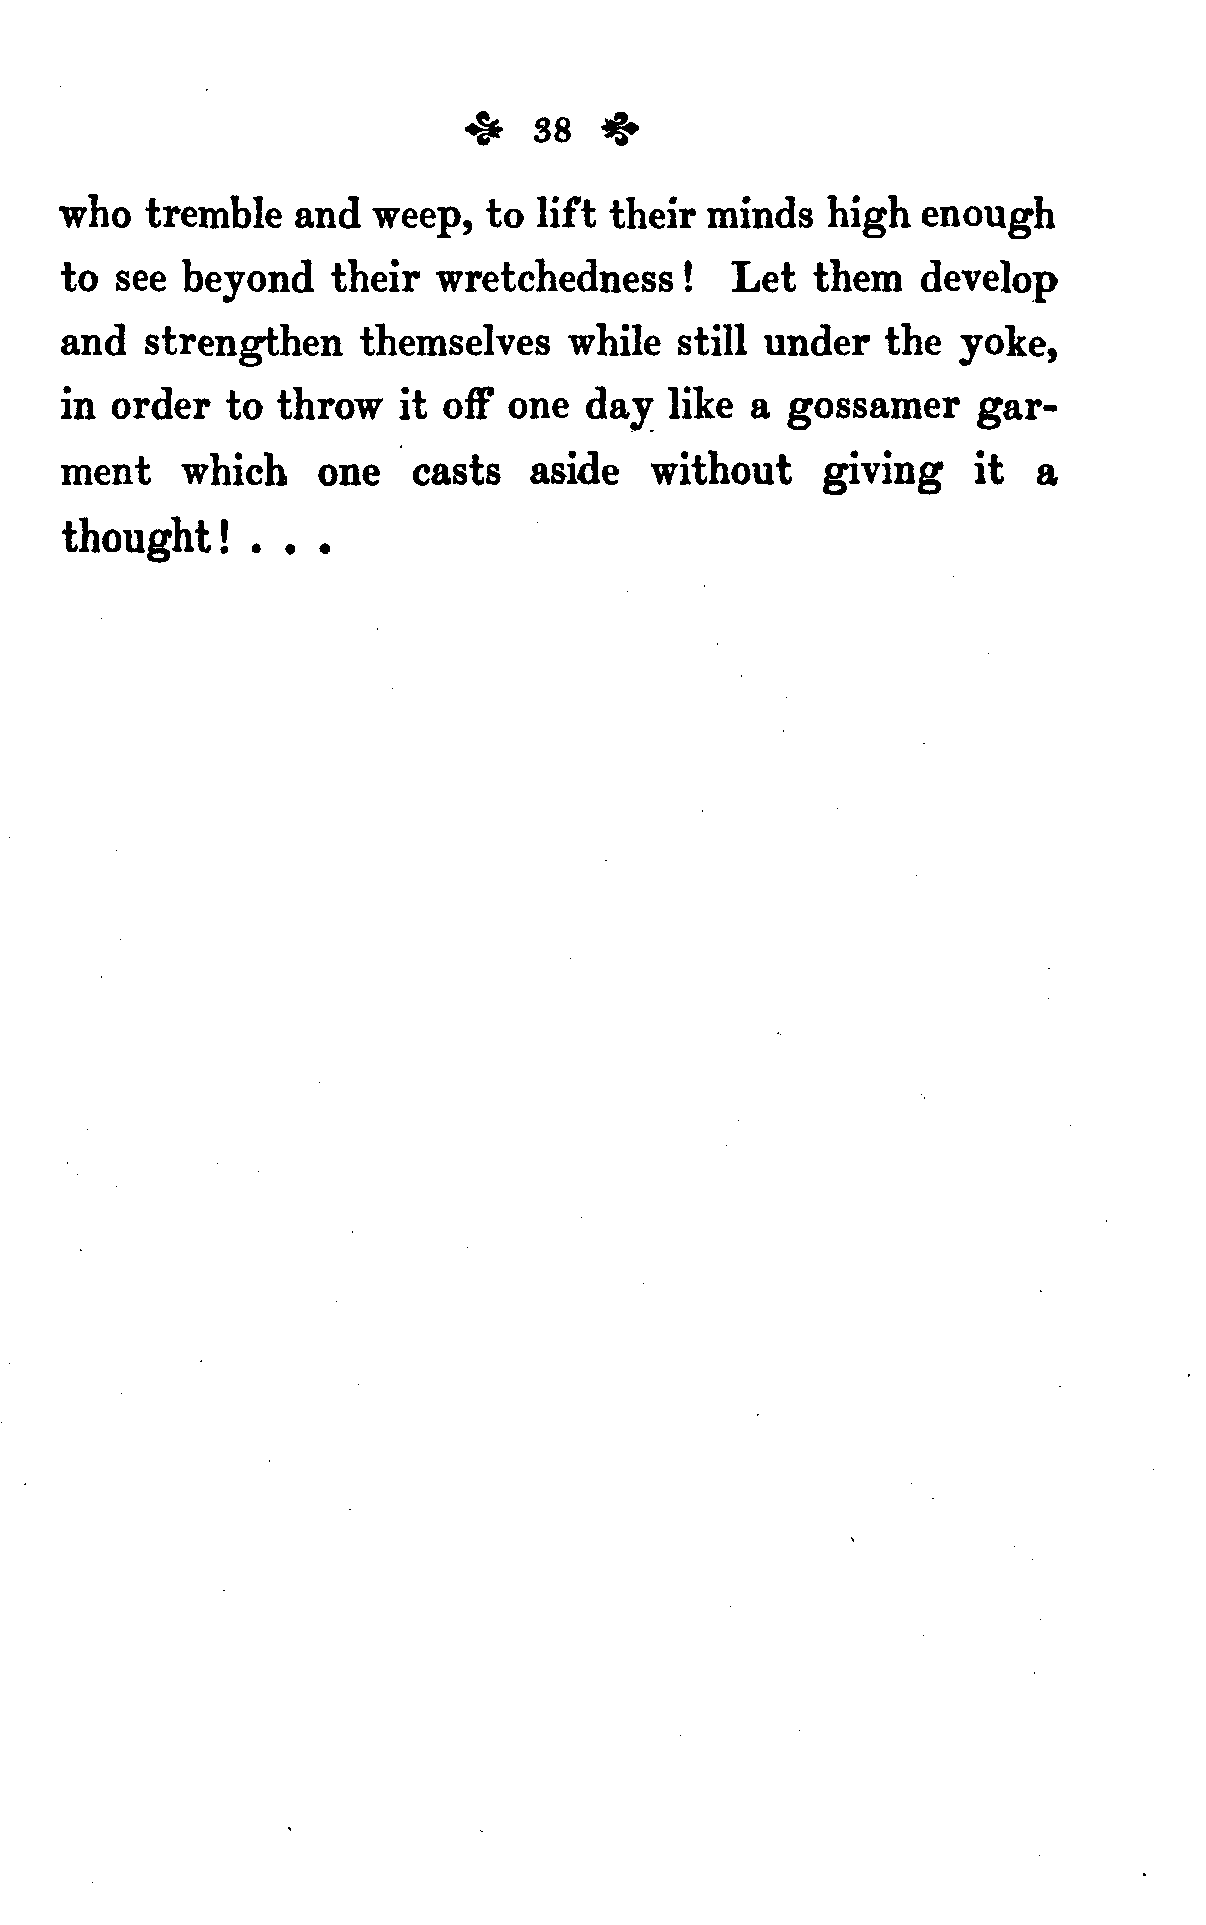 38
who tremble and weep, to lift their minds high enough
to see beyond their wretchedness! Let them develop
and strengthen themselves while still under the yoke,
in order to throw it off one day like a gossamer gar-
ment which one casts aside without giving it a
thought! . . .